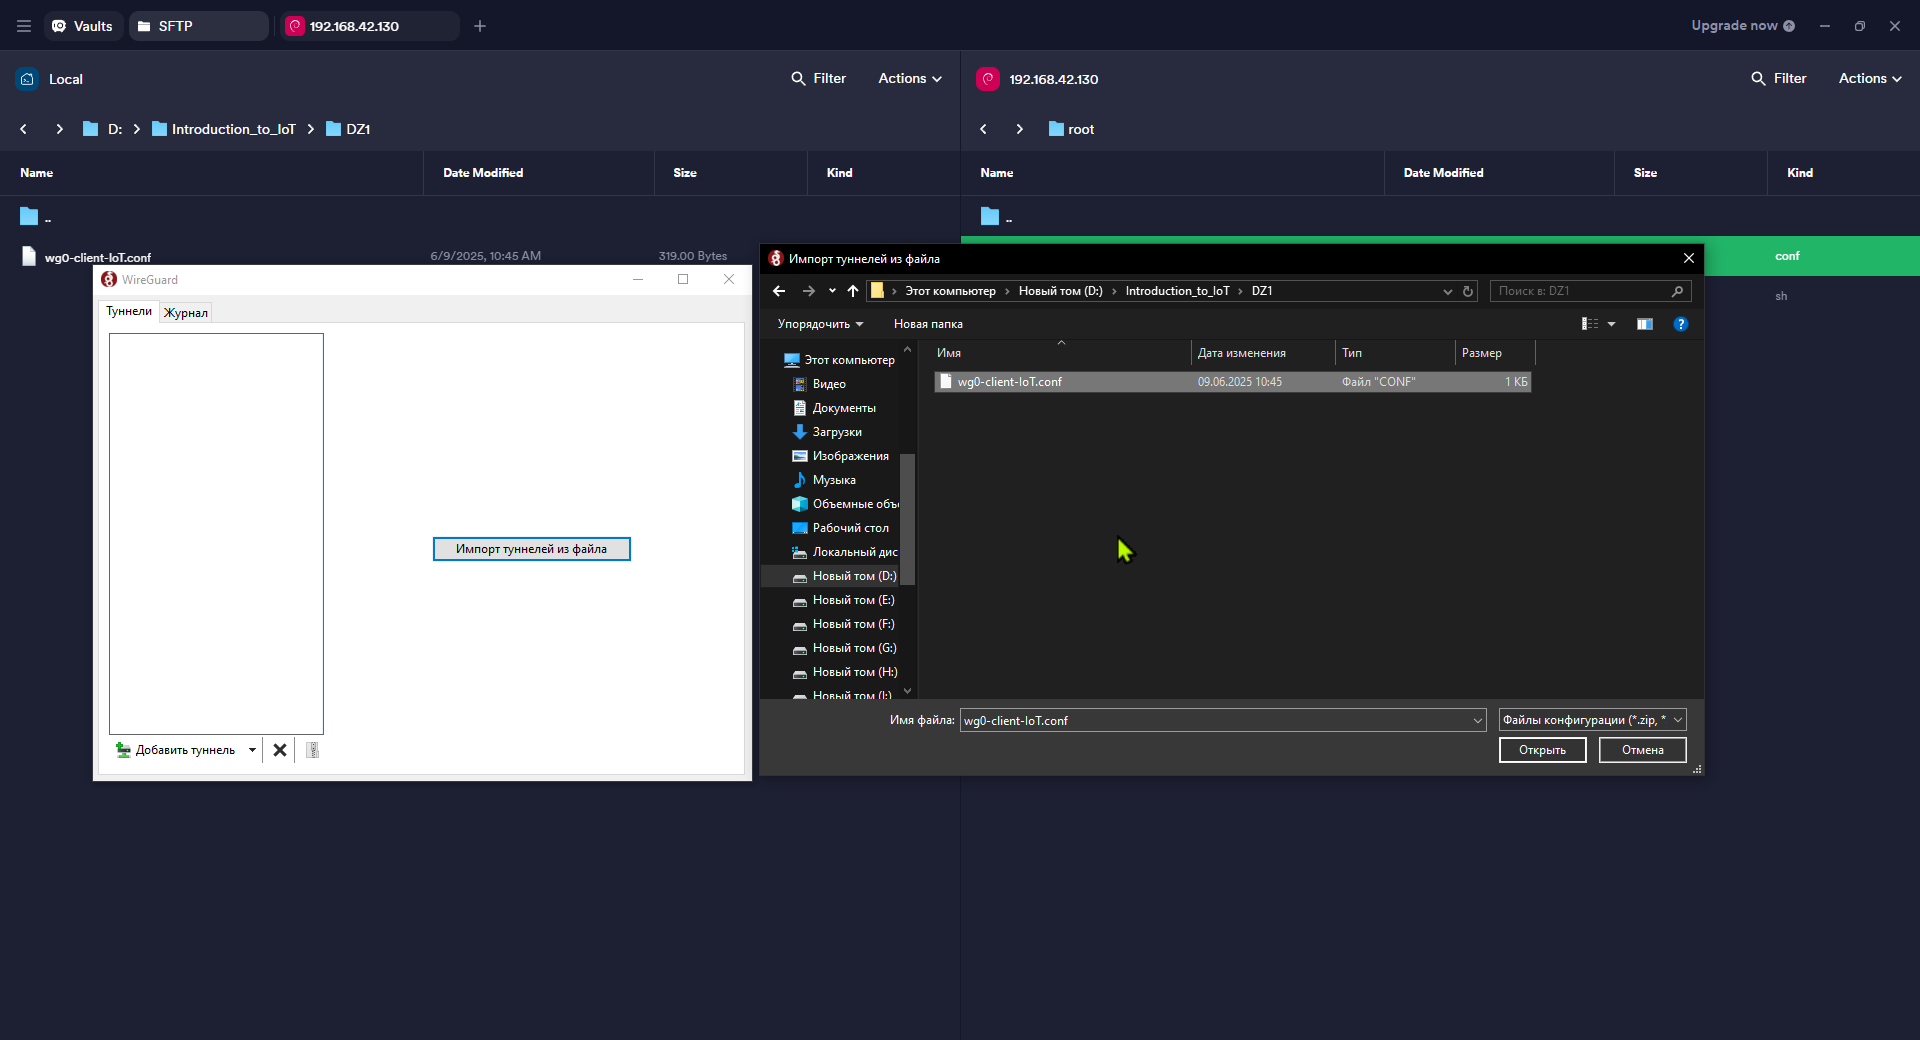 Vaults
SFTP
192.168.42.130
Upgrade now
Local
Filter
Actions
192.168.42.130
Filter
Actions
D:
Introduction_to_IoT
DZ1
root
Name
Date Modified
Size
Kind
Name
Date Modified
Size
Kind
..
..
wg0-client-IoT.conf
6/9/2025, 10:45 AM
319.00 Bytes
conf
sh
WireGuard
Туннели
Журнал
Импорт туннелей из файла
Добавить туннель
Импорт туннелей из файла
Этот компьютер
Новый том (D:)
Introduction_to_IoT
DZ1
Поиск в: DZ1
Упорядочить
Новая папка
Имя
Дата изменения
Тип
Размер
Этот компьютер
Видео
Документы
Загрузки
Изображения
Музыка
Объемные объ
Рабочий стол
Локальный дис
Новый том (D:)
Новый том (E:)
Новый том (F:)
Новый том (G:)
Новый том (H:)
Новый том (I:)
wg0-client-IoT.conf
09.06.2025 10:45
Файл "CONF"
1 КБ
Имя файла:
wg0-client-IoT.conf
Файлы конфигурации (*.zip, *
Открыть
Отмена